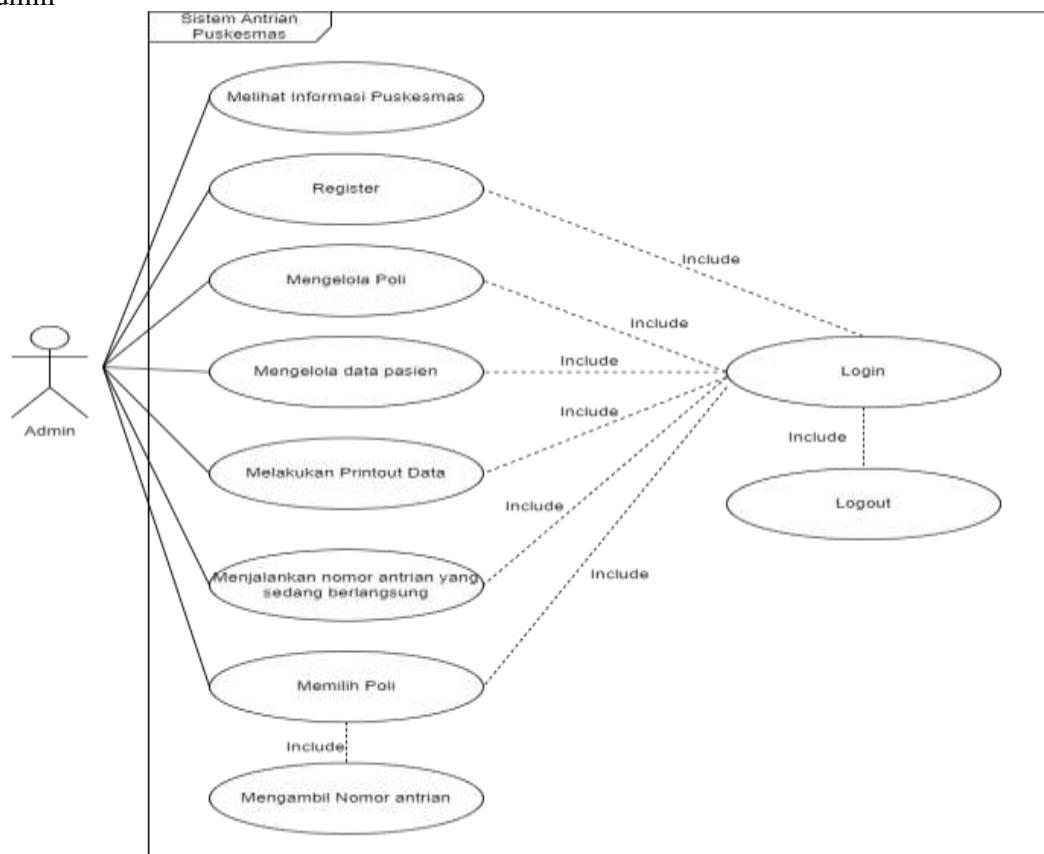 Sistem Antrian
Puskesmas
Melihat Informasi Puskesmas
Register
Include
Mengelola Poli
Include
Mengelola data pasien
Include
Login
Admin
Include
Include
Melakukan Printout Data
Logout
Include
Menjalankan nomor antrian yang
sedang berlangsung
Include
Memilih Poli
Include
Mengambil Nomor antrian